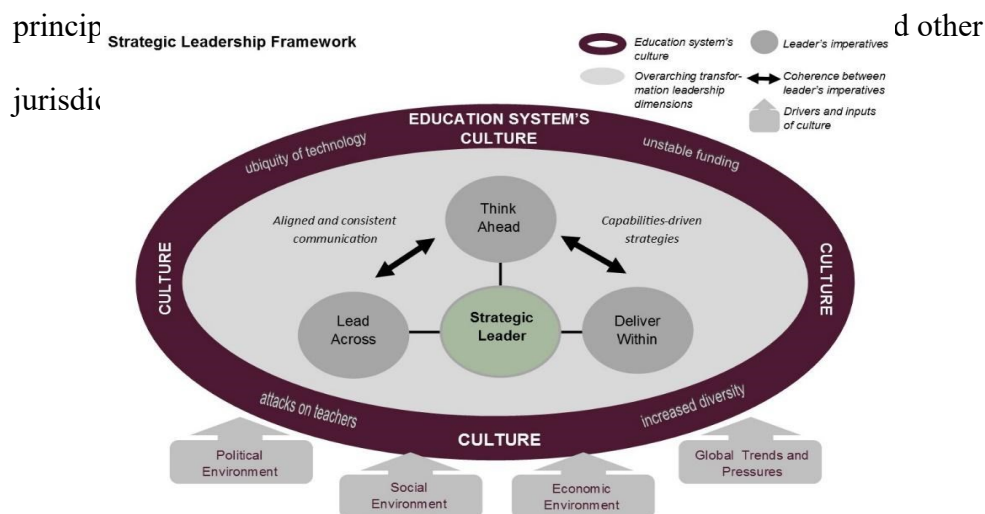 d other
Strategic Leadership Framework
Education system's
culture
Leader's imperatives
Overarching transfor-
mation leadership
dimensions
Coherence between
leader's imperatives
Drivers and inputs
of culture
EDUCATION SYSTEM'S
CULTURE
ubiquity of technology
unstable funding
Aligned and consistent
communication
Think
Ahead
Capabilities-driven
strategies
CULTURE
CULTURE
Lead
Across
Strategic
Leader
Deliver
Within
attacks on teachers
increased diversity
CULTURE
Political
Environment
Social
Environment
Economic
Environment
Global Trends and
Pressures